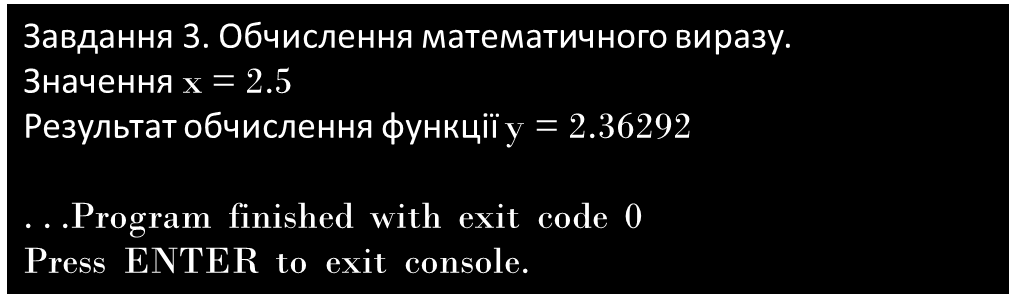 Завдання 3. Обчислення математичного виразу.
Значення x = 2.5
Результат обчислення функції y = 2.36292
...Program finished with exit code 0
Press ENTER to exit console.